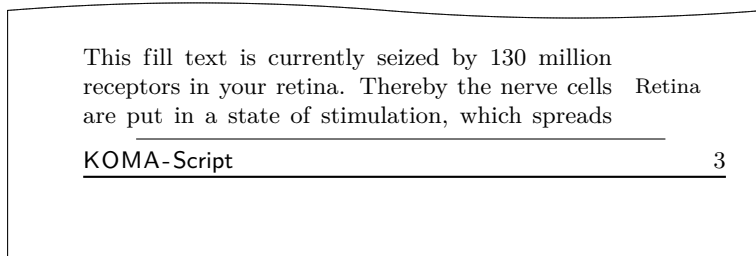 This fill text is currently seized by 130 million
receptors in your retina. Thereby the nerve cells Retina
are put in a state of stimulation, which spreads
KOMA-Script 3